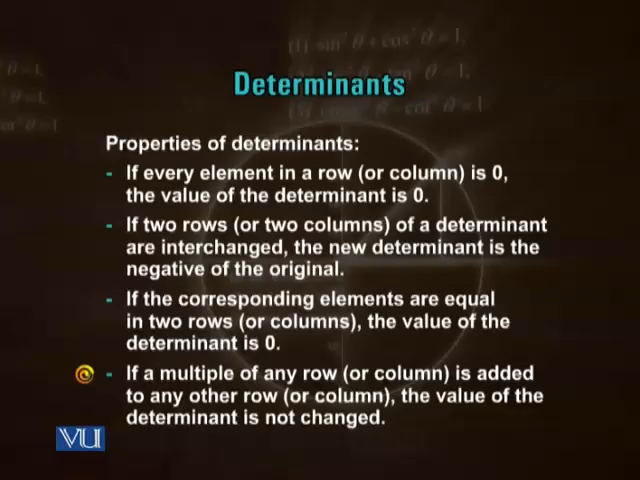 (1) sin² θ + cos² θ = 1,
Determinants
Properties of determinants:
- If every element in a row (or column) is 0,
the value of the determinant is 0.
- If two rows (or two columns) of a determinant
are interchanged, the new determinant is the
negative of the original.
- If the corresponding elements are equal
in two rows (or columns), the value of the
determinant is 0.
- If a multiple of any row (or column) is added
to any other row (or column), the value of the
determinant is not changed.
VU